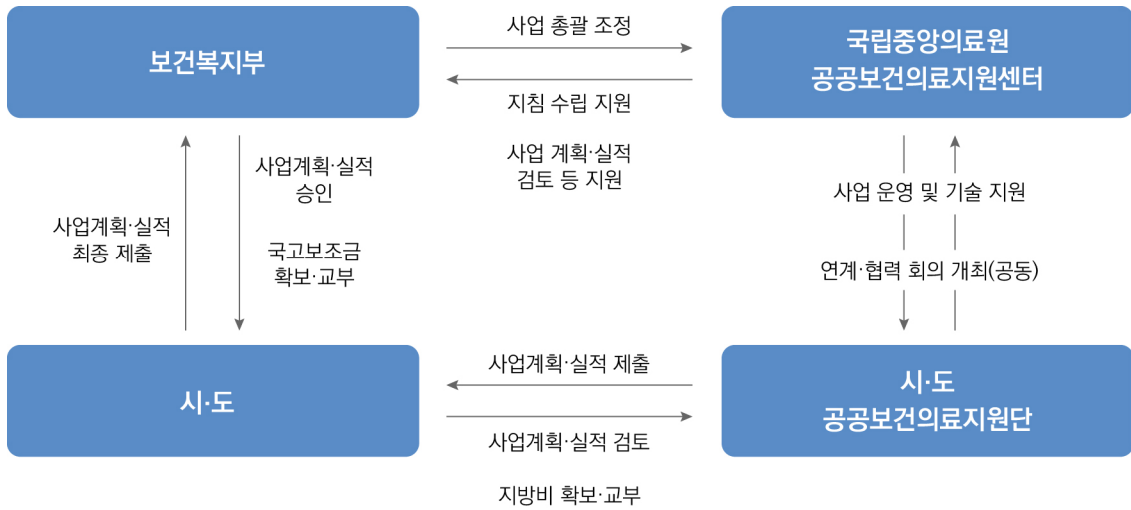 보건복지부
사업 총괄 조정
지침 수립 지원
사업 계획·실적
검토 등 지원
국립중앙의료원
공공보건의료지원센터
사업계획·실적
최종 제출
사업계획·실적
승인
국고보조금
확보·교부
사업 운영 및 기술 지원
연계·협력 회의 개최(공동)
시·도
사업계획·실적 제출
사업계획·실적 검토
지방비 확보·교부
시·도
공공보건의료지원단